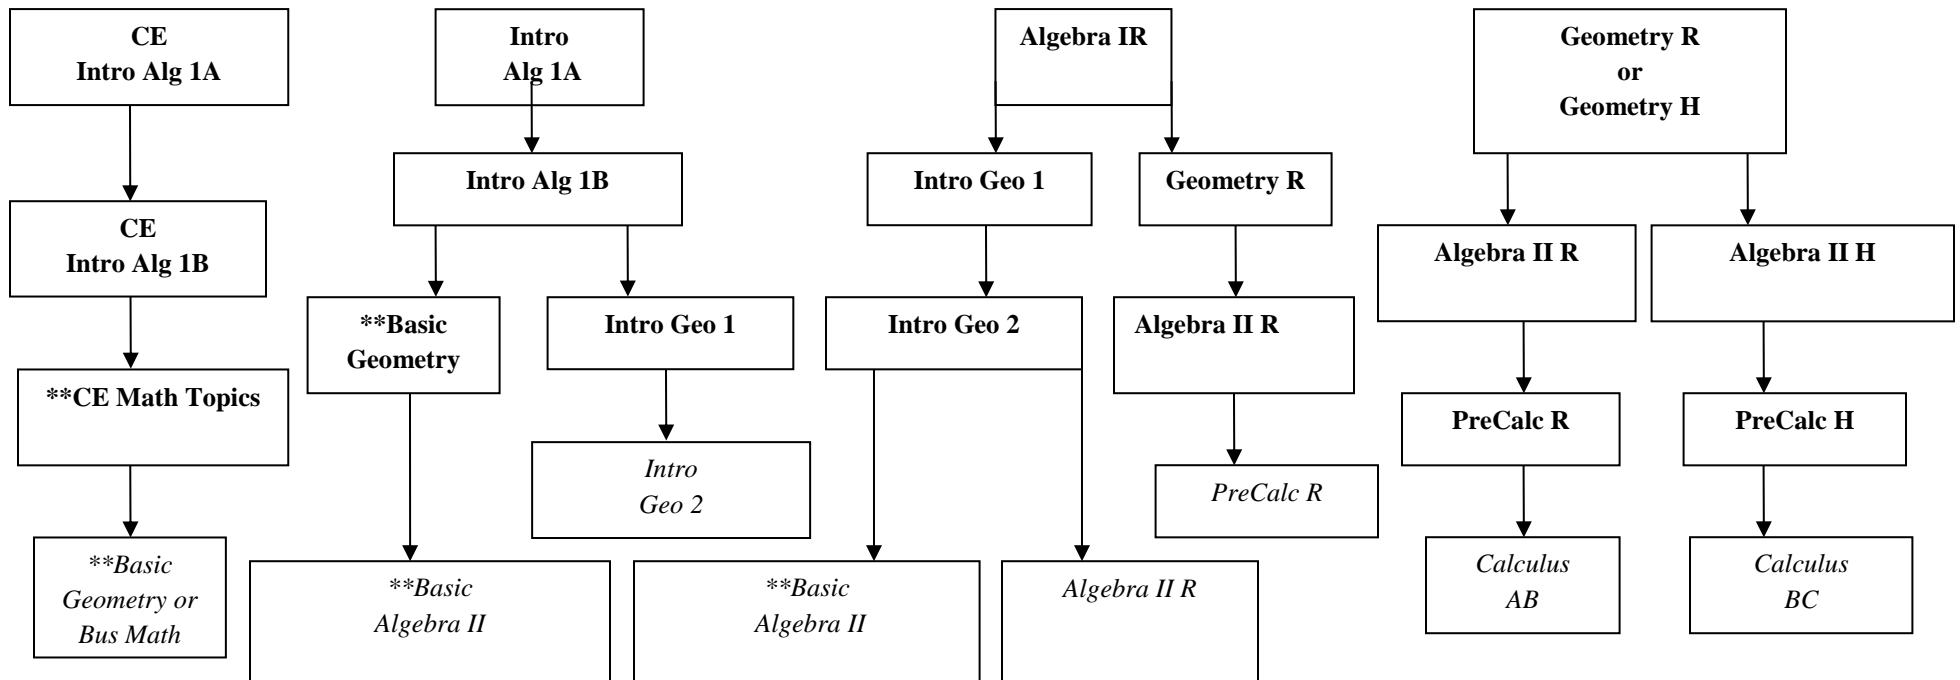 CE
Intro Alg 1A
Intro
Alg 1A
Algebra IR
Geometry R
or
Geometry H
Intro Alg 1B
Intro Geo 1
Geometry R
CE
Intro Alg 1B
Algebra II R
Algebra II H
**Basic
Geometry
Intro Geo 1
Intro Geo 2
Algebra II R
**CE Math Topics
PreCalc R
PreCalc H
Intro
Geo 2
PreCalc R
**Basic
Geometry or
Bus Math
**Basic
Algebra II
**Basic
Algebra II
Algebra II R
Calculus
AB
Calculus
BC